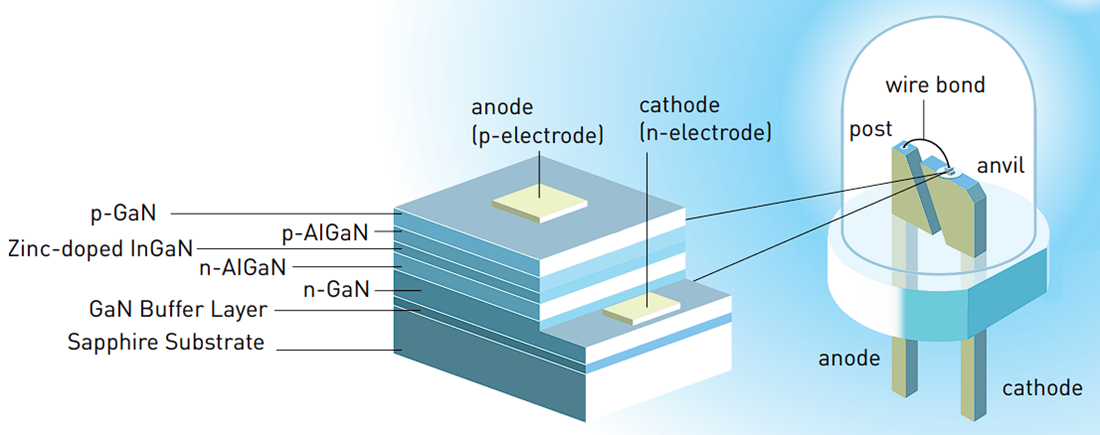 anode
(p-electrode)
cathode
(n-electrode)
wire bond
post
anvil
p-GaN
p-AlGaN
Zinc-doped InGaN
n-AlGaN
n-GaN
GaN Buffer Layer
Sapphire Substrate
anode
cathode